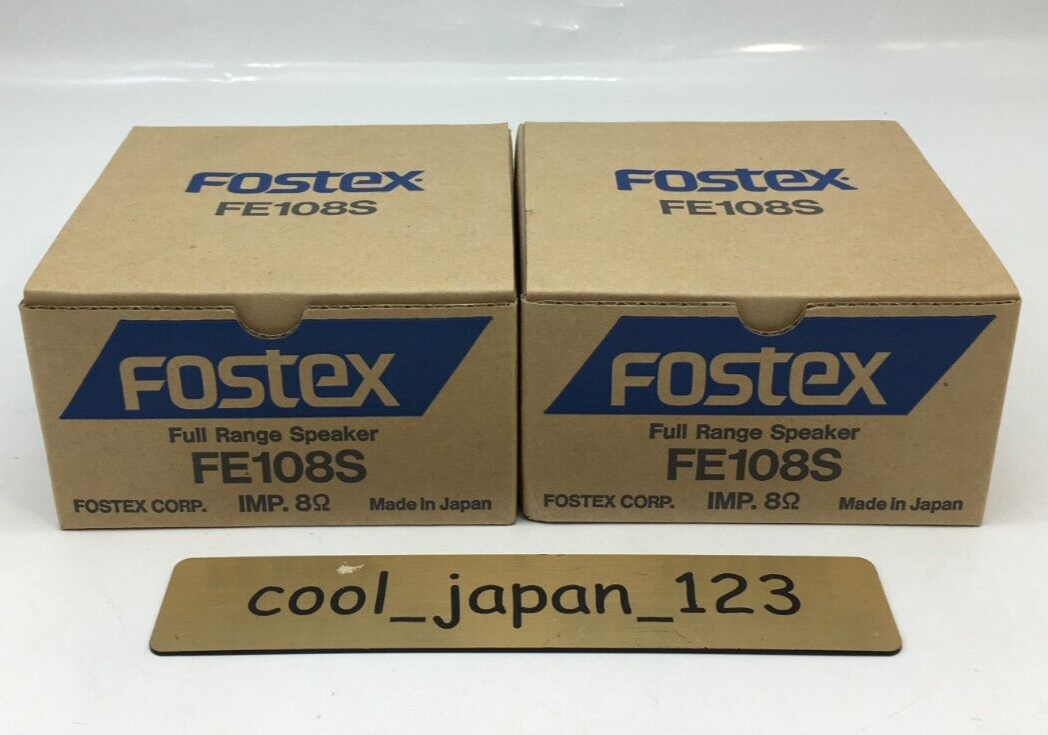 Fostex
FE108S
Fostex
FE108S
Fostex
Full Range Speaker
FE108S
FOSTEX CORP. IMP. 8Ω Made in Japan
Fostex
Full Range Speaker
FE108S
FOSTEX CORP. IMP. 8Ω Made in Japan
cool_japan_123